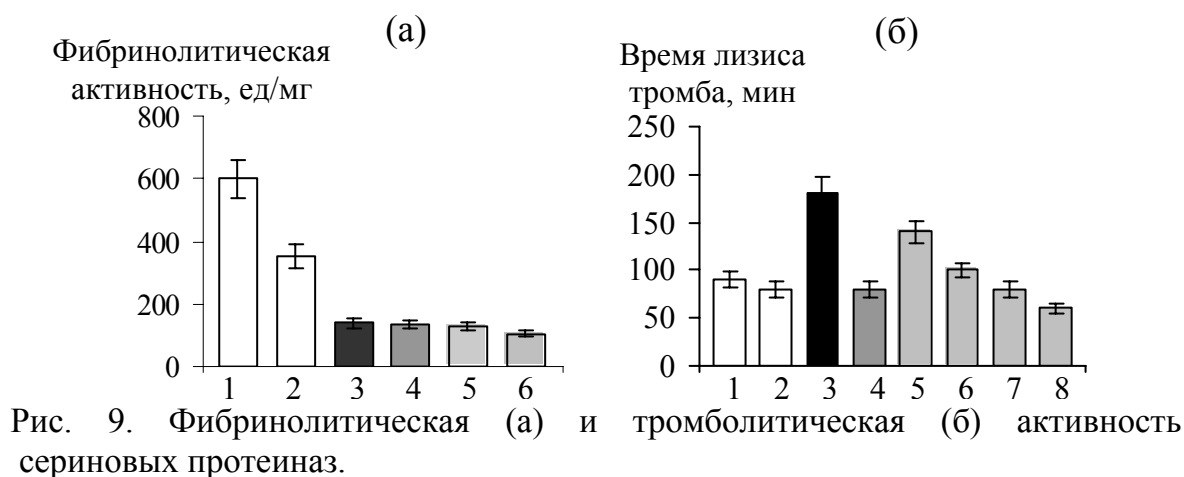 (а)
Фибринолитическая
активность, ед/мг
800
600
400
200
0
1 2 3 4 5 6
(б)
Время лизиса
тромба, мин
250
200
150
100
50
0
1 2 3 4 5 6 7 8
Рис. 9. Фибринолитическая (а) и тромболитическая (б) активность
сериновых протеиназ.